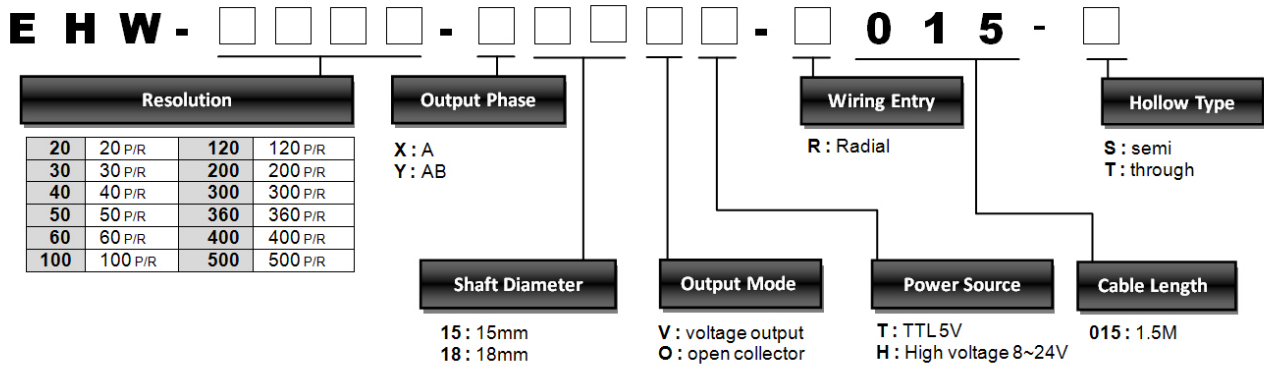 EHW- □□□□ - □□□□□ - □ 015 - □
Resolution
Output Phase
Wiring Entry
Hollow Type
20 20 P/R 120 120 P/R
30 30 P/R 200 200 P/R
40 40 P/R 300 300 P/R
50 50 P/R 360 360 P/R
60 60 P/R 400 400 P/R
100 100 P/R 500 500 P/R
X : A
Y : AB
R : Radial
S : semi
T : through
Shaft Diameter
Output Mode
Power Source
Cable Length
15 : 15mm
18 : 18mm
V : voltage output
O : open collector
T : TTL 5V
H : High voltage 8~24V
015 : 1.5M